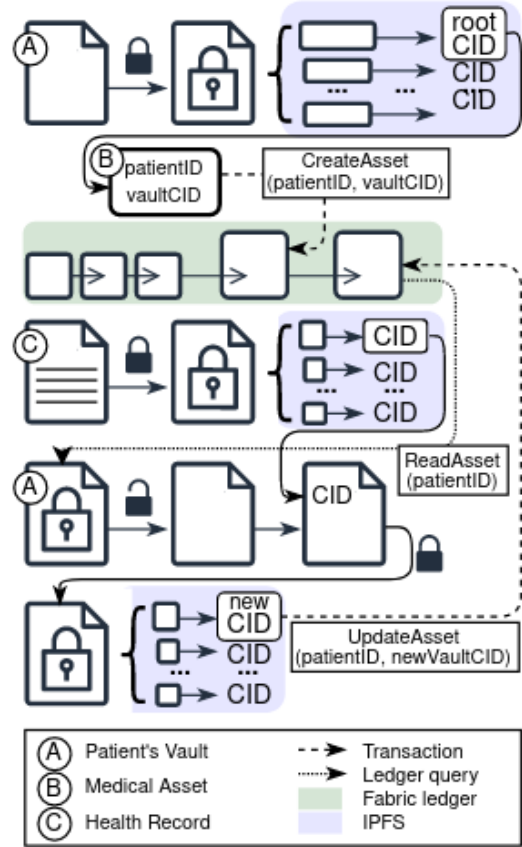 A
root
CID
CID
... ... ...
CID
B
patientID
vaultCID
CreateAsset
(patientID, vaultCID)
C
CID
CID
... ...
CID
ReadAsset
(patientID)
A
CID
new
CID
CID
... ...
CID
UpdateAsset
(patientID, newVaultCID)
A Patient's Vault
B Medical Asset
C Health Record
Transaction
Ledger query
Fabric ledger
IPFS